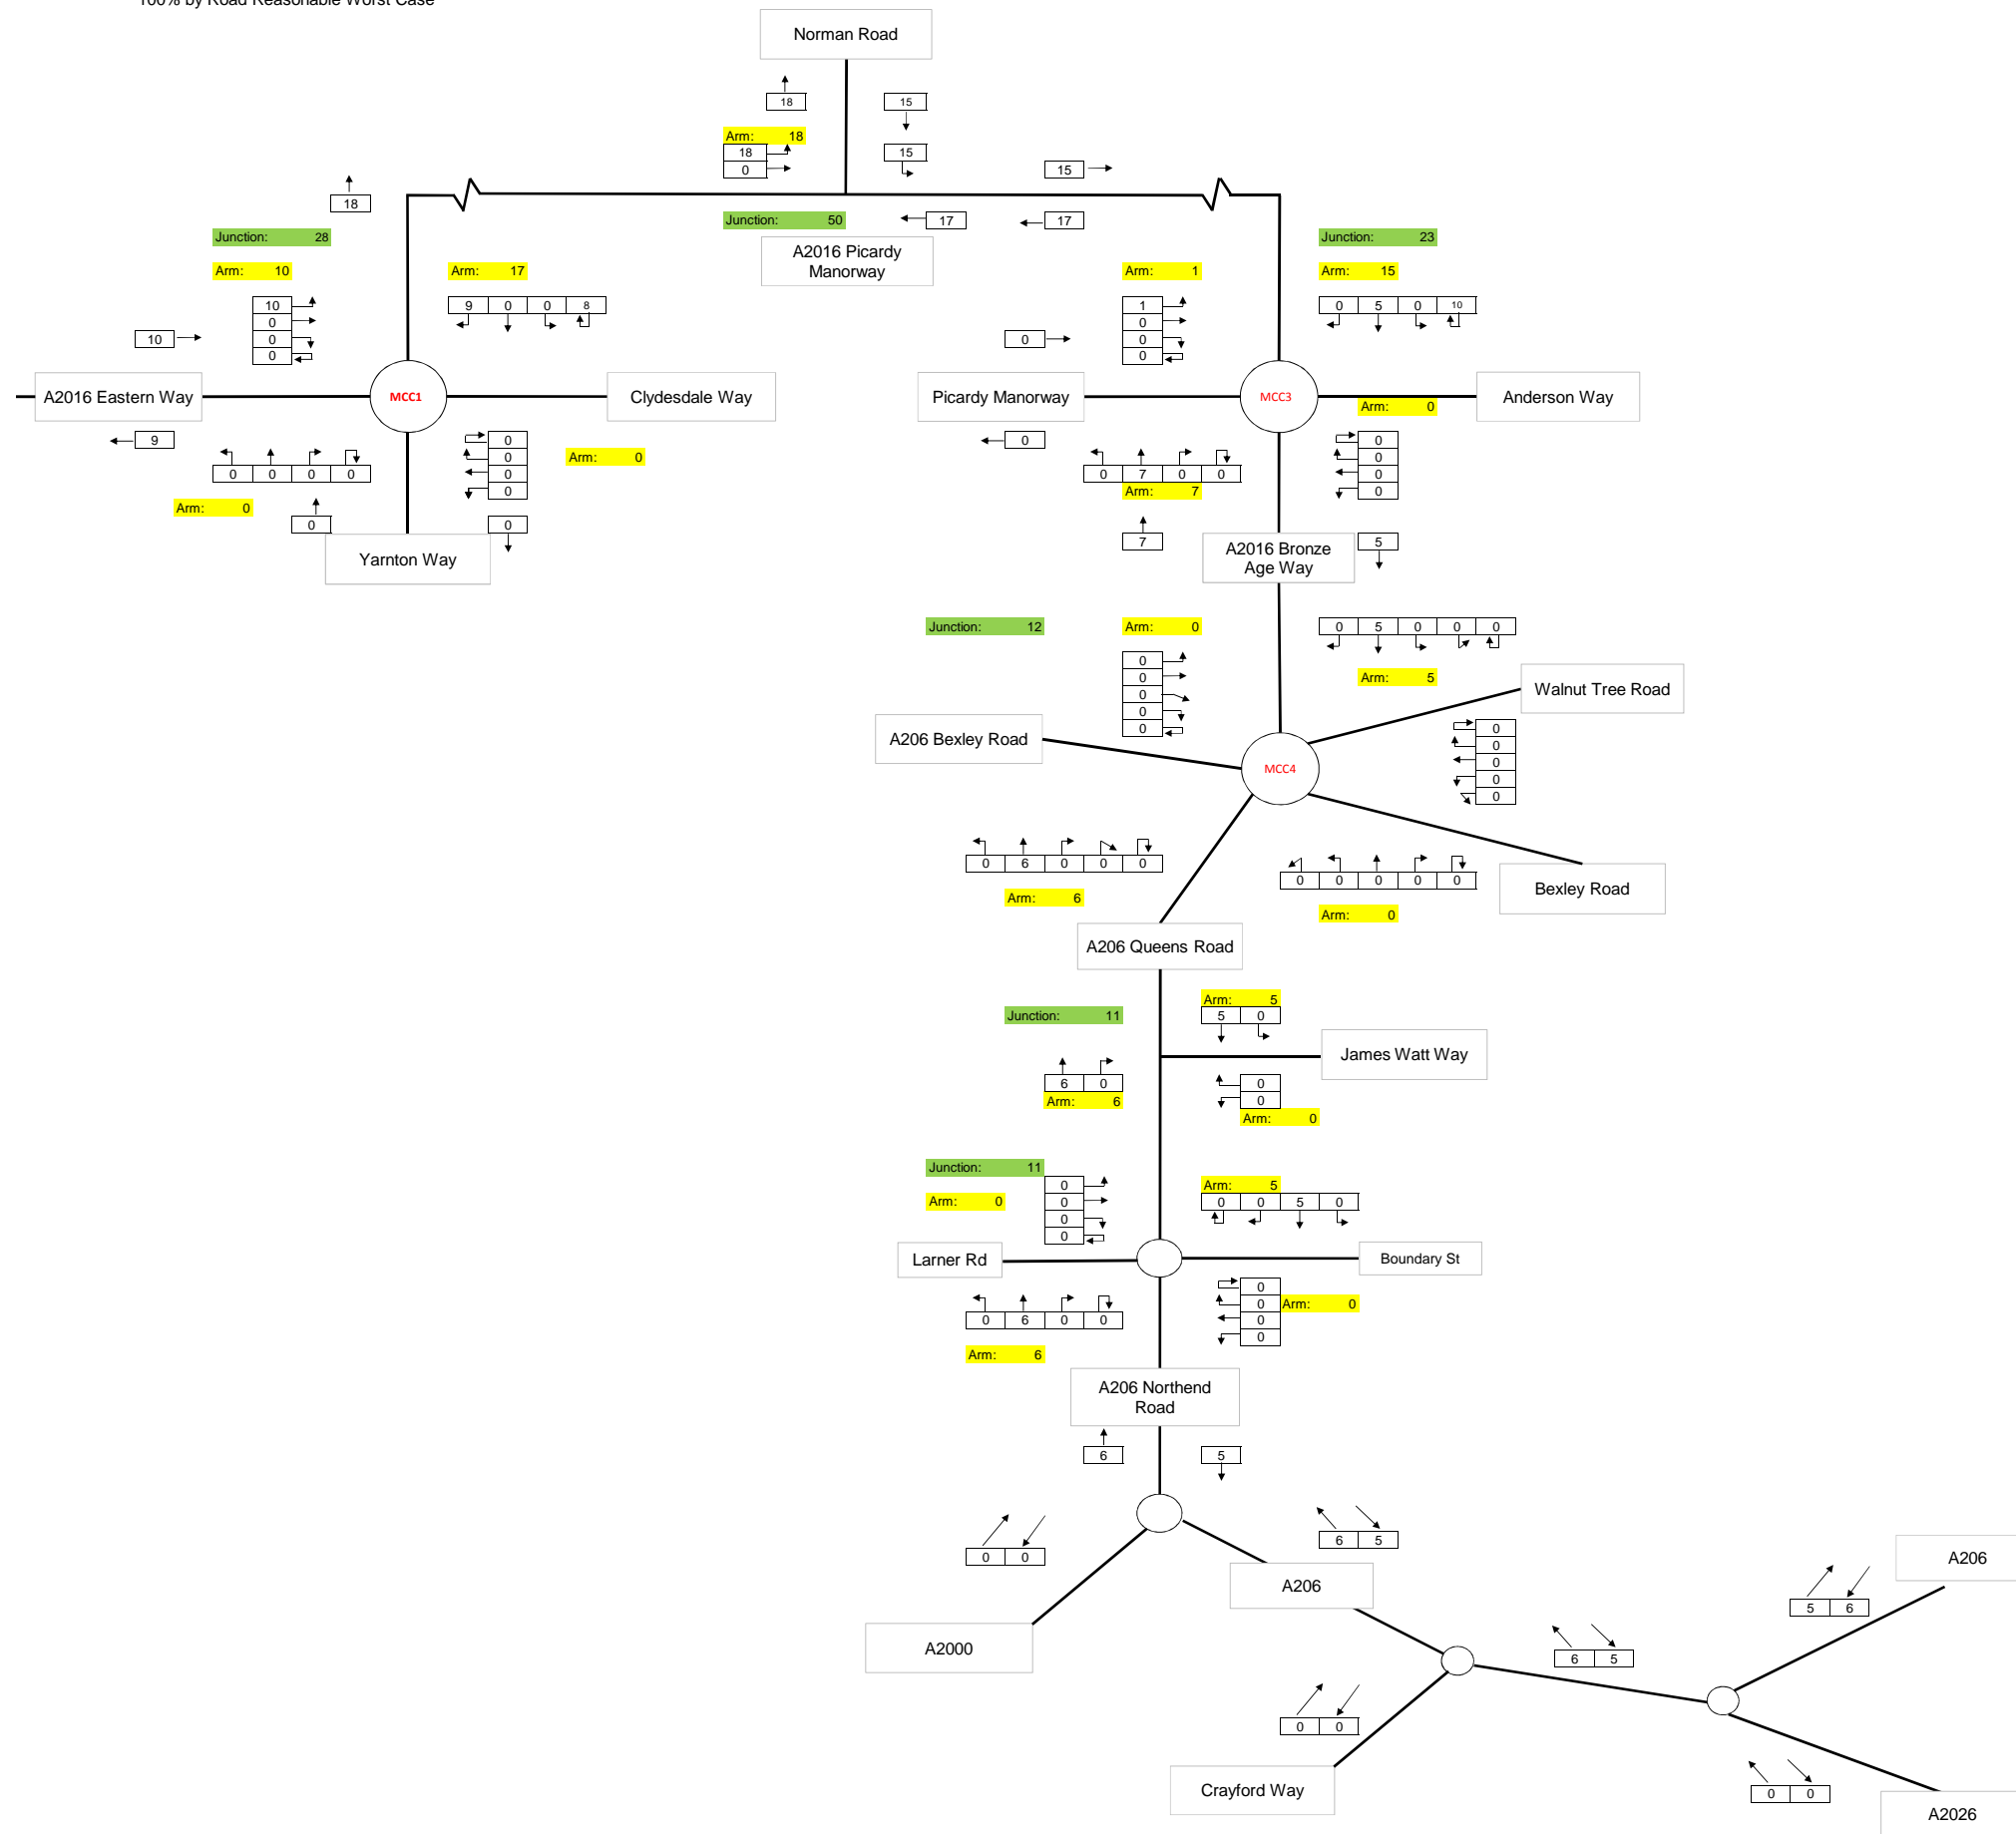 100% by Road Reasonable Worst Case
Norman Road
18
15
Arm: 18
18
0
15
15
18
Junction: 50
17
17
A2016 Picardy
Manorway
Junction: 28
Arm: 10
Arm: 17
10
0
0
0
9 0 0 8
10
A2016 Eastern Way
MCC1
Clydesdale Way
9
0 0 0 0
Arm: 0
0
0
0
0
Arm: 0
0
0
Yarnton Way
Junction: 23
Arm: 1
Arm: 15
1
0
0
0
0 5 0 10
0
Picardy Manorway
MCC3
Anderson Way
Arm: 0
0
0 7 0 0
Arm: 7
0
0
0
0
7
A2016 Bronze
Age Way
5
Junction: 12
Arm: 0
0 5 0 0 0
Arm: 5
0
0
0
0
0
Walnut Tree Road
A206 Bexley Road
MCC4
0
0
0
0
0
0 6 0 0 0
Arm: 6
0 0 0 0 0
Arm: 0
Bexley Road
A206 Queens Road
Junction: 11
Arm: 5
5 0
James Watt Way
6 0
Arm: 6
0
0
Arm: 0
Junction: 11
Arm: 0
0
0
0
0
Arm: 5
0 0 5 0
Larner Rd
Boundary St
0 6 0 0
Arm: 6
0
0
0
0
Arm: 0
A206 Northend
Road
6
5
0 0
6 5
A206
A206
5 6
A2000
6 5
0 0
Crayford Way
0 0
A2026